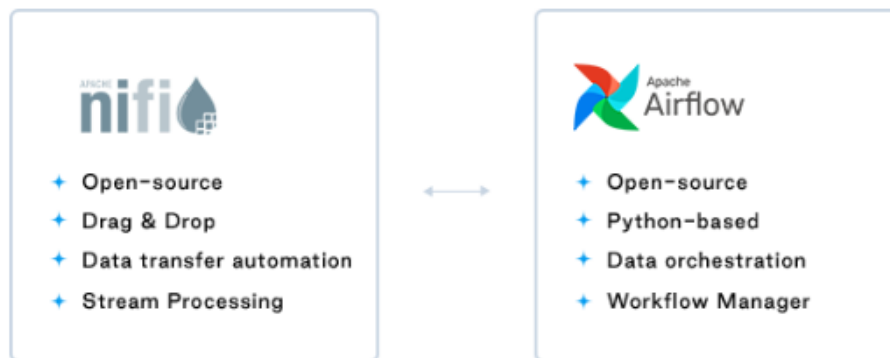 APACHE
nifi
Open-source
Drag & Drop
Data transfer automation
Stream Processing
Apache
Airflow
Open-source
Python-based
Data orchestration
Workflow Manager